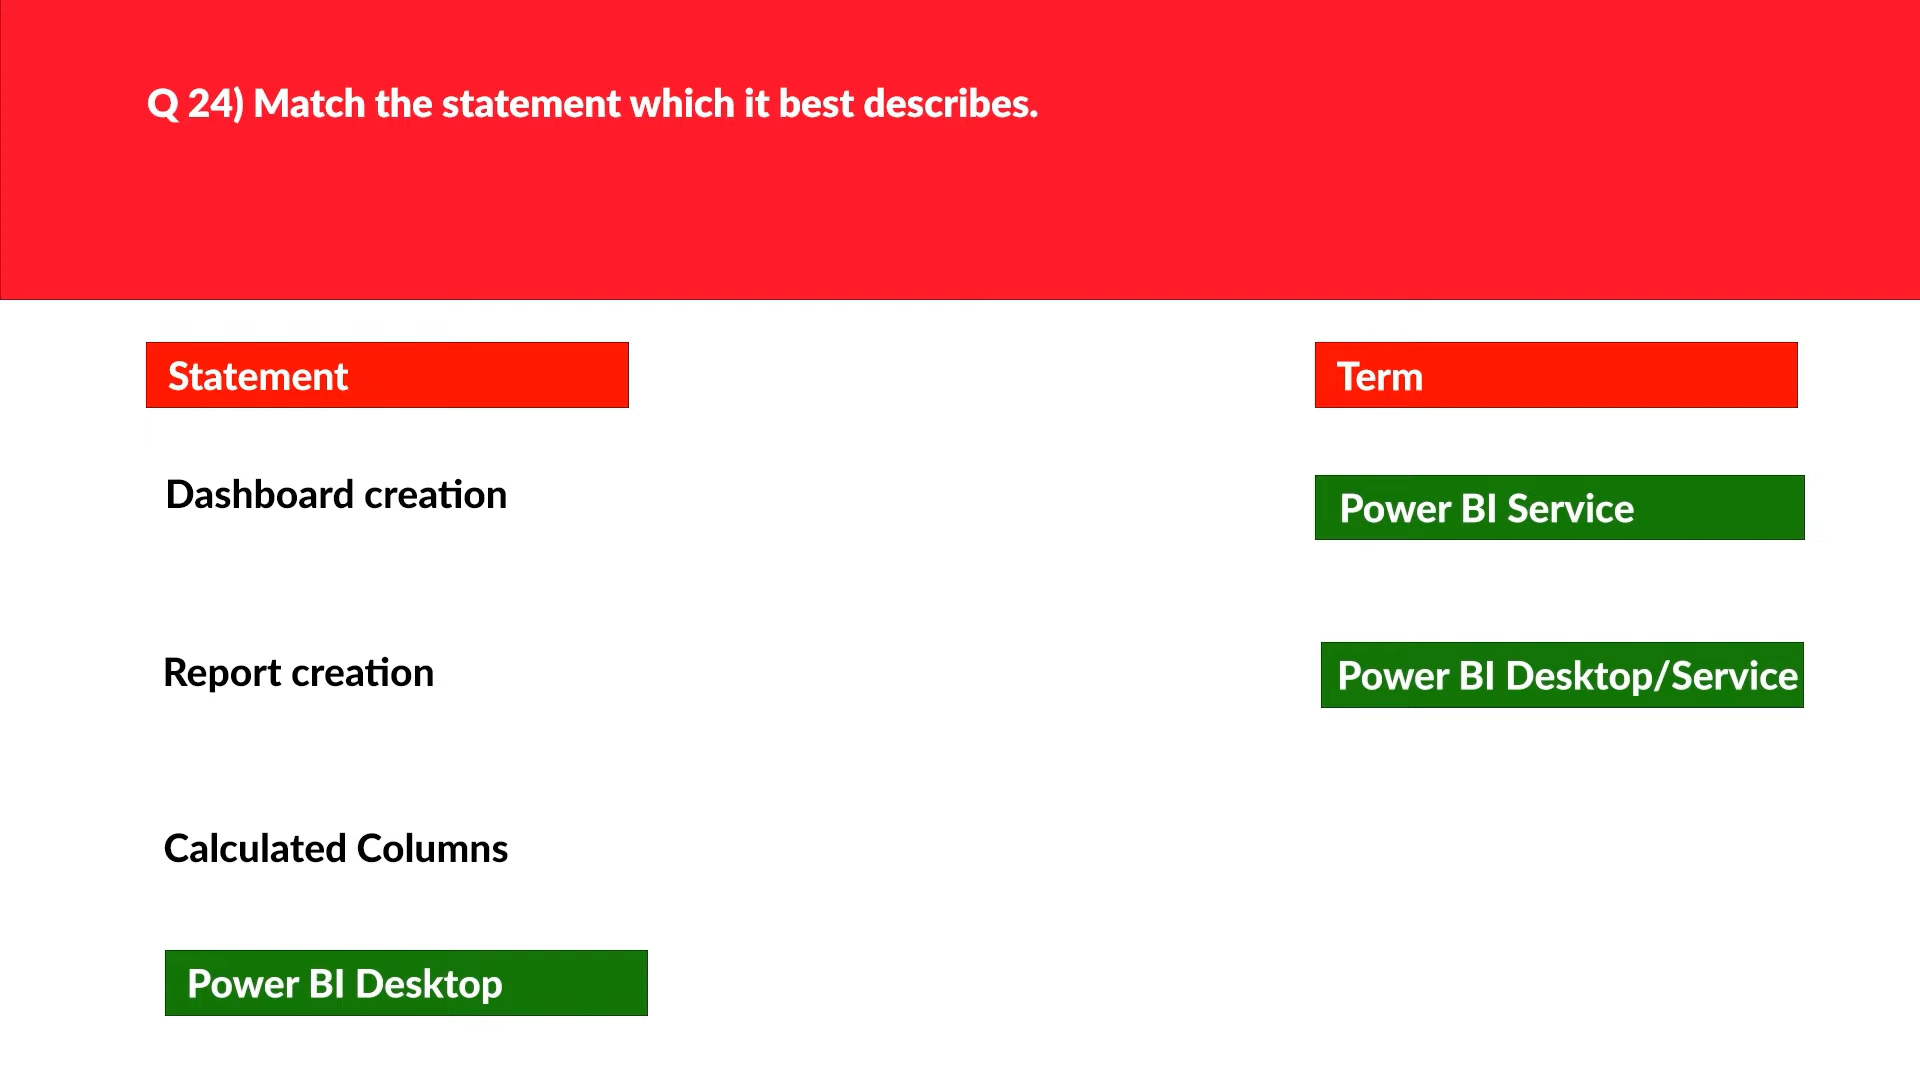 Q 24) Match the statement which it best describes.
Statement
Term
Dashboard creation
Power BI Service
Report creation
Power BI Desktop/Service
Calculated Columns
Power BI Desktop